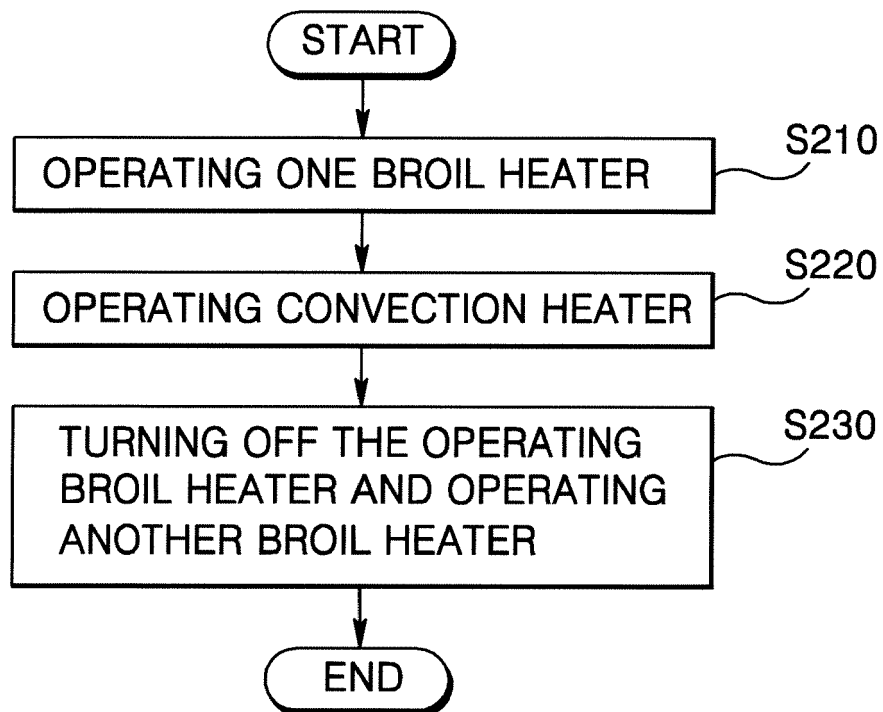 START
OPERATING ONE BROIL HEATER
S210
OPERATING CONVECTION HEATER
S220
TURNING OFF THE OPERATING
BROIL HEATER AND OPERATING
ANOTHER BROIL HEATER
S230
END